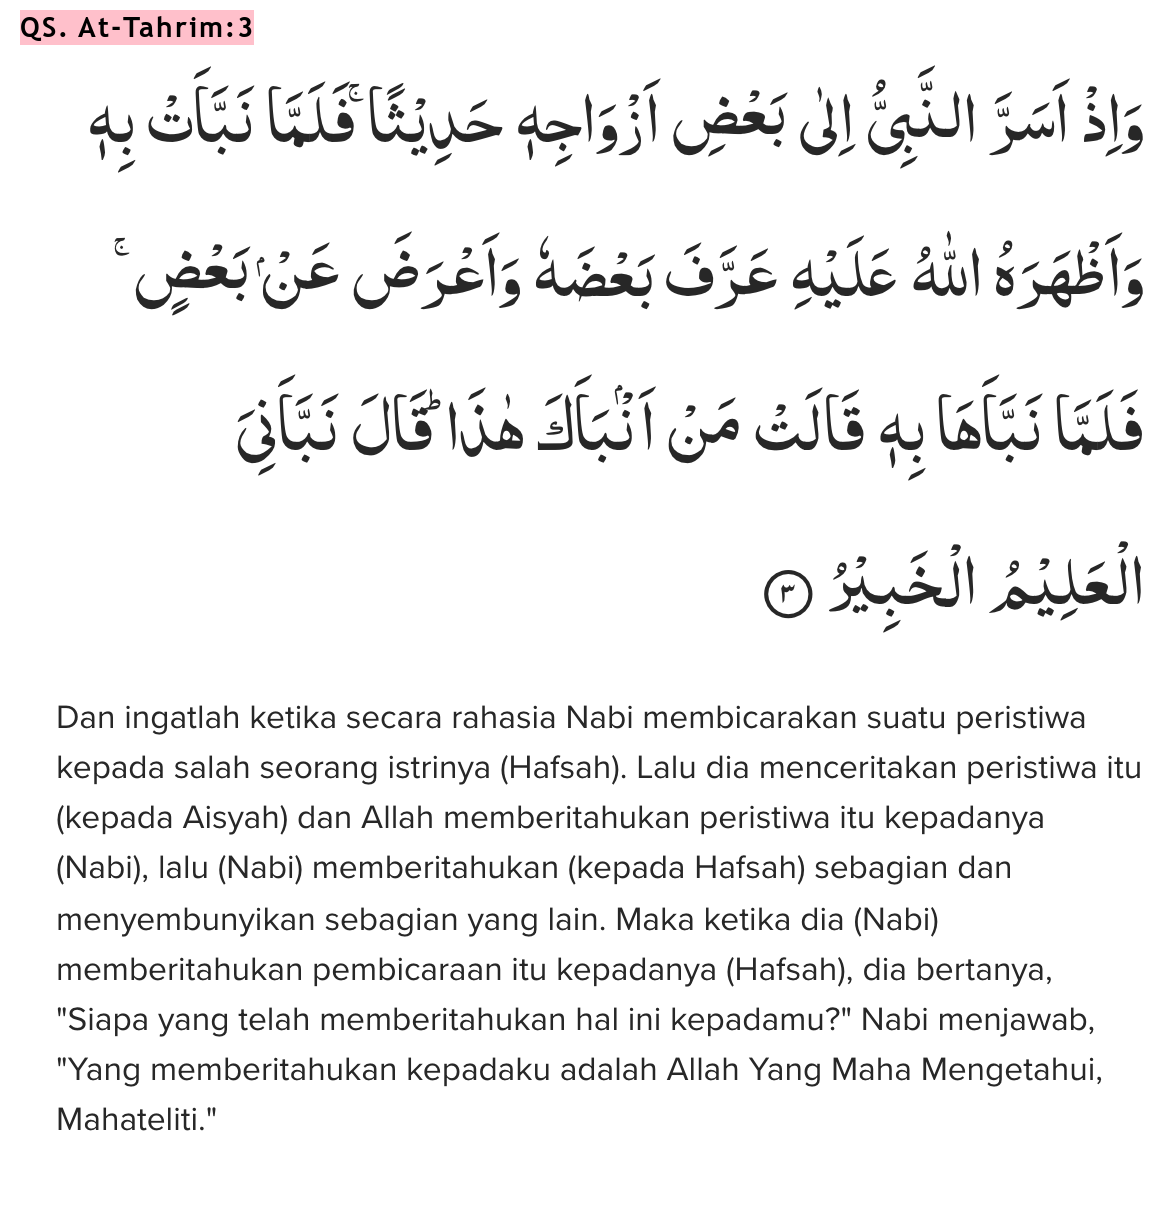 QS. At-Tahrim:3
وَاِذْ اَسَرَّ النَّبِيُّ اِلٰى بَعْضِ اَزْوَاجِهٖ حَدِيْثًاۚ فَلَمَّا نَبَّاَتْ بِهٖ
وَاَظْهَرَهُ اللّٰهُ عَلَيْهِ عَرَّفَ بَعْضَهٗ وَاَعْرَضَ عَنْۢ بَعْضٍۚ
فَلَمَّا نَبَّاَهَا بِهٖ قَالَتْ مَنْ اَنْۢبَاَكَ هٰذَاۗ قَالَ نَبَّاَنِيَ
الْعَلِيْمُ الْخَبِيْرُ ٣
Dan ingatlah ketika secara rahasia Nabi membicarakan suatu peristiwa
kepada salah seorang istrinya (Hafsah). Lalu dia menceritakan peristiwa itu
(kepada Aisyah) dan Allah memberitahukan peristiwa itu kepadanya
(Nabi), lalu (Nabi) memberitahukan (kepada Hafsah) sebagian dan
menyembunyikan sebagian yang lain. Maka ketika dia (Nabi)
memberitahukan pembicaraan itu kepadanya (Hafsah), dia bertanya,
"Siapa yang telah memberitahukan hal ini kepadamu?" Nabi menjawab,
"Yang memberitahukan kepadaku adalah Allah Yang Maha Mengetahui,
Mahateliti."